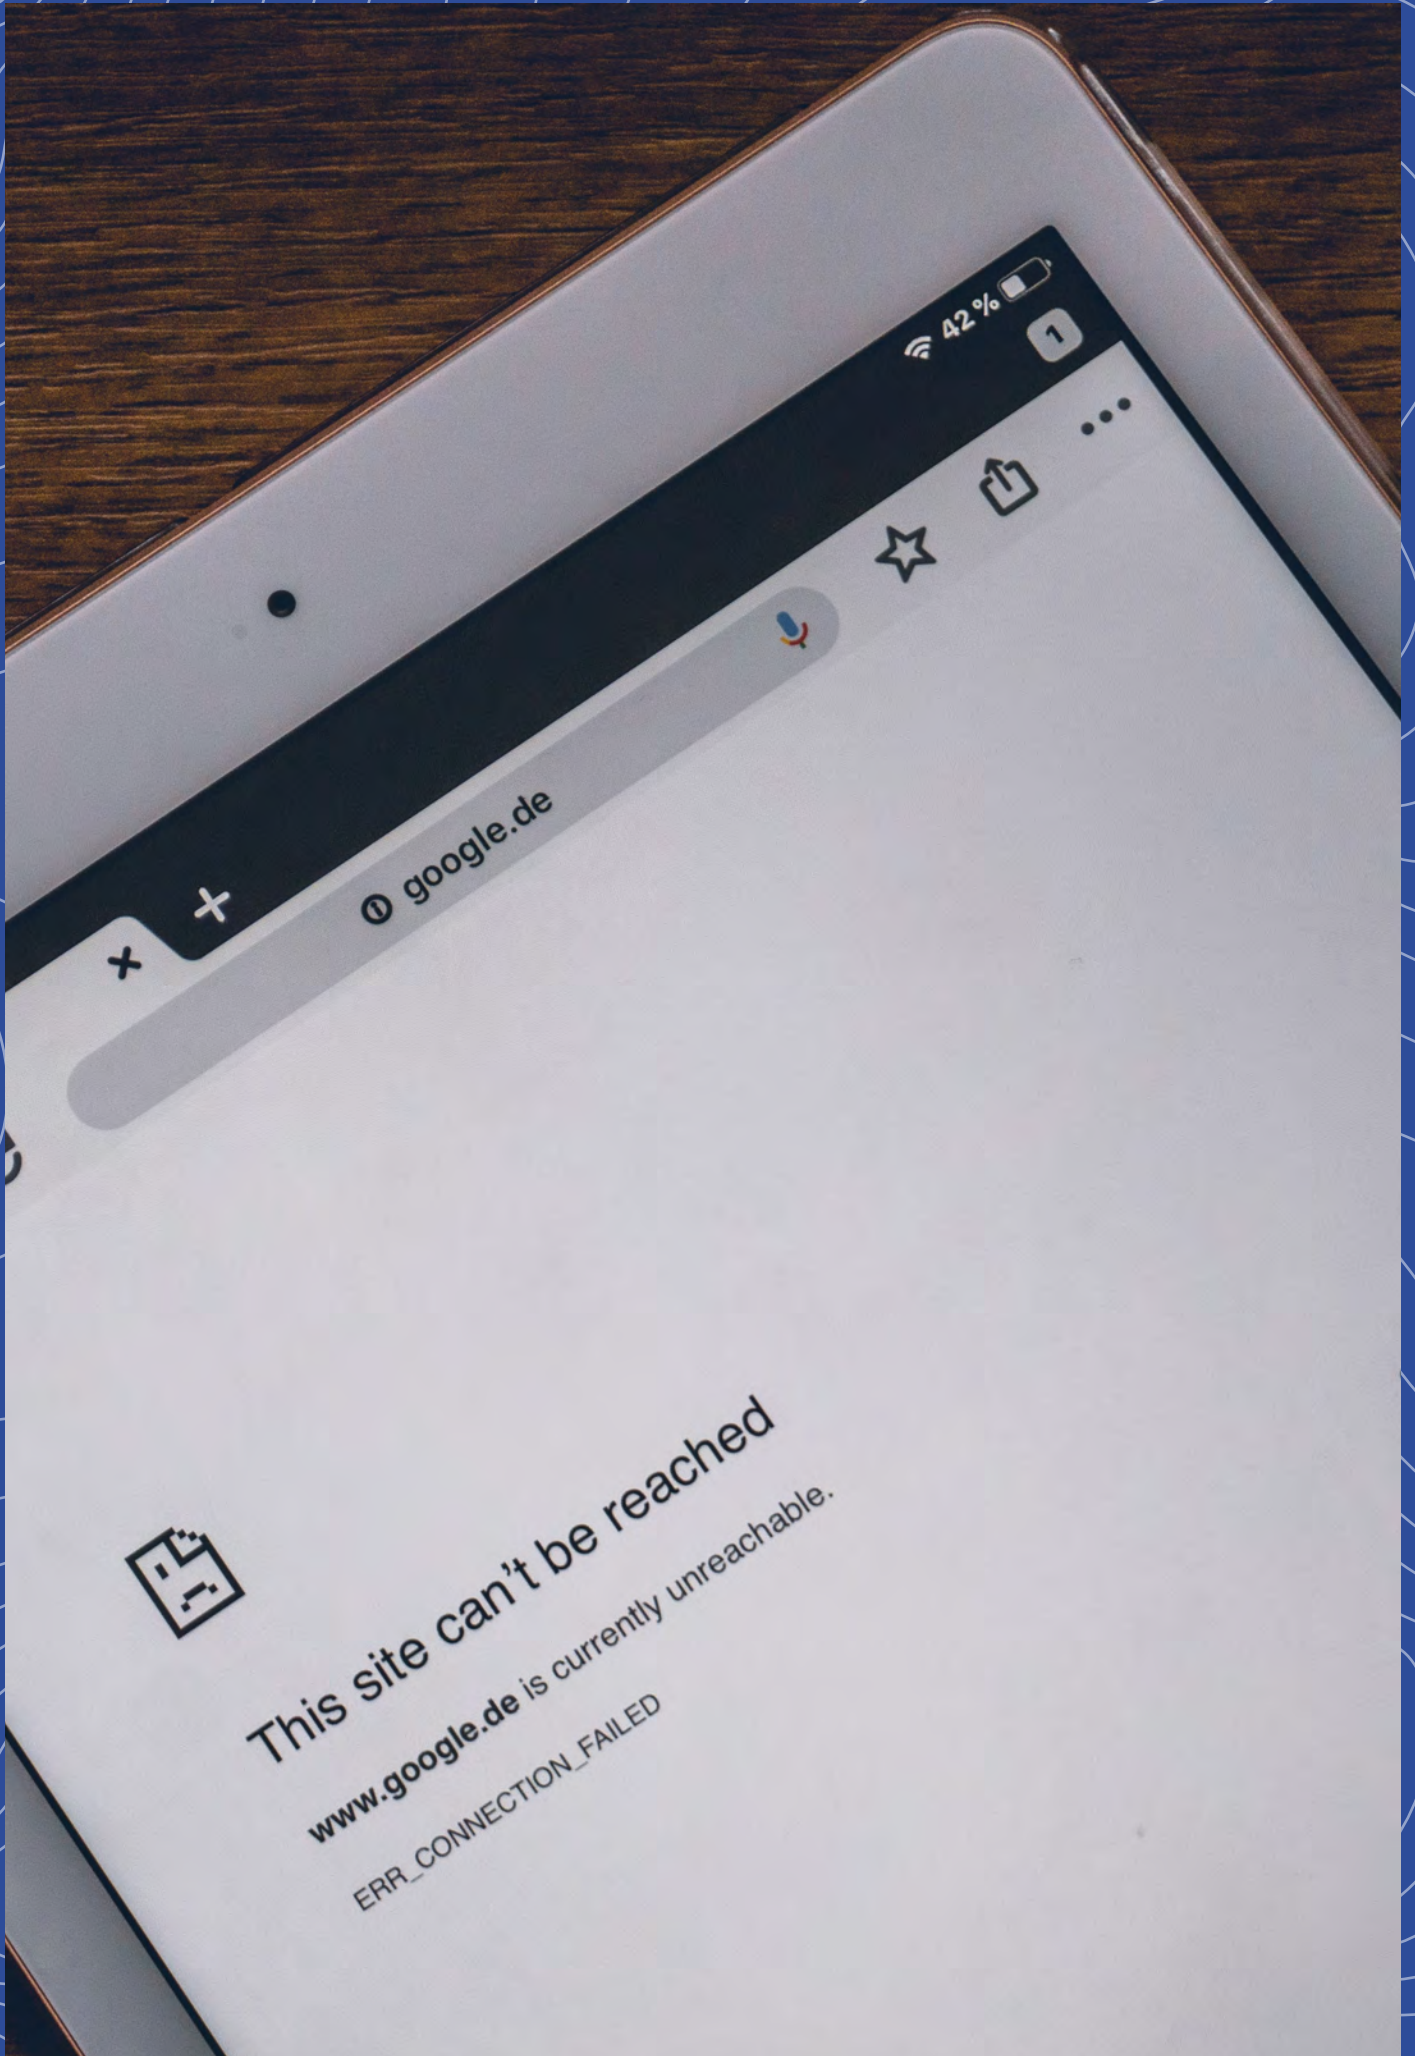 42%
1
google.de
This site can't be reached
www.google.de is currently unreachable.
ERR_CONNECTION_FAILED